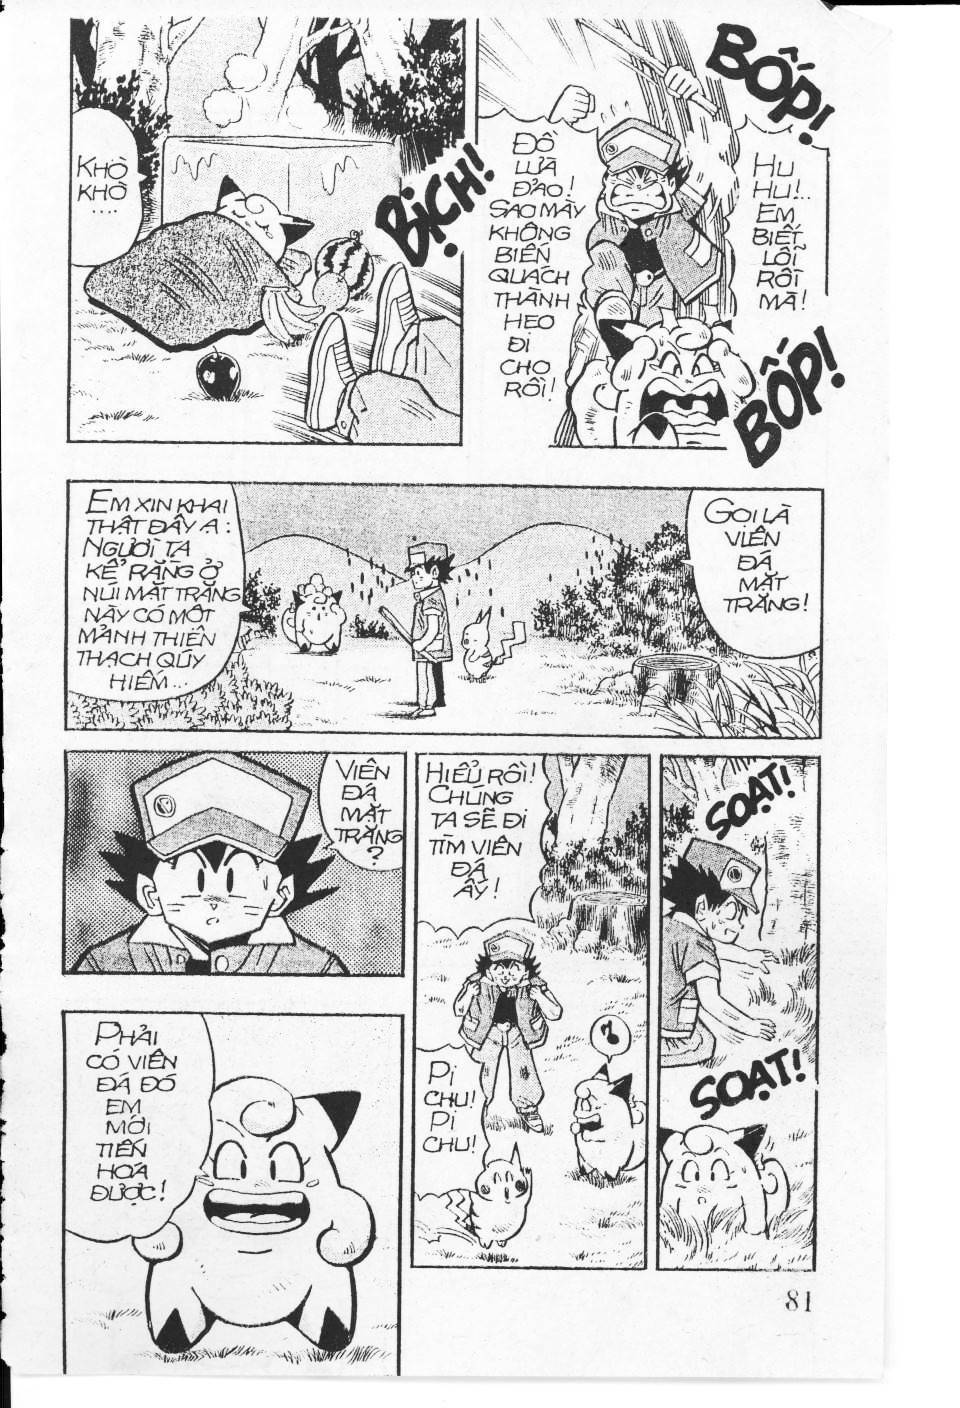 KHÒ
KHÒ
....
BỊCH!
ĐỒ
LỪA
ĐẢO!
SAO MÀY
KHÔNG
BIẾN
QUÁCH
THÀNH
HEO
ĐI
CHO
RỒI!
BỐP!
HU
HU!...
EM
BIẾT
LỖI
RỒI
MÀ!
BỐP!
EM XIN KHAI
THẬT ĐÂY Ạ:
NGƯỜI TA
KỂ RẰNG Ở
NÚI MẶT TRĂNG
NÀY CÓ MỘT
MẢNH THIÊN
THẠCH QÚY
HIẾM...
GỌI LÀ
VIÊN
ĐÁ
MẶT
TRĂNG!
VIÊN
ĐÁ
MẶT
TRĂNG
?
PHẢI
CÓ VIÊN
ĐÁ ĐÓ
EM
MỚI
TIẾN
HOÁ
ĐƯỢC!
HIỂU RỒI!
CHÚNG
TA SẼ ĐI
TÌM VIÊN
ĐÁ
ẤY!
PI
CHU!
PI
CHU!
SOẠT!
SOẠT!
81